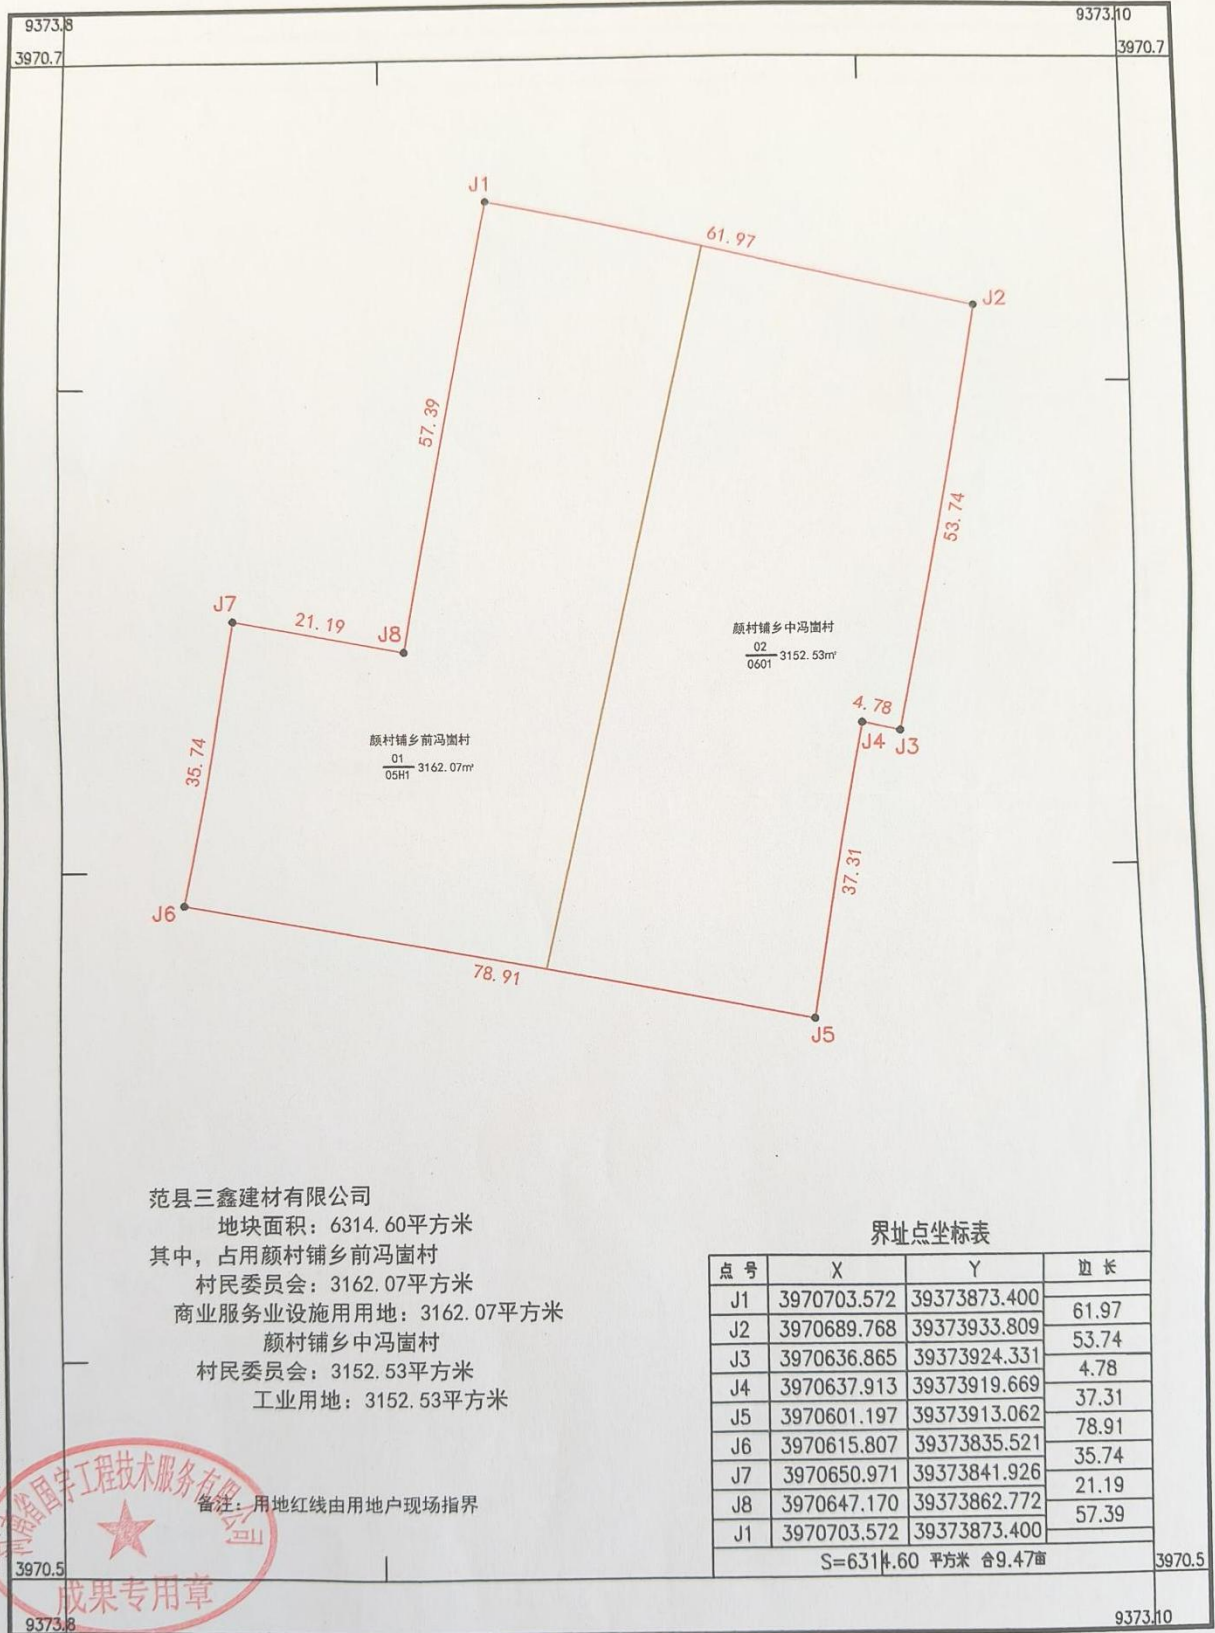 9373.8
9373.10
3970.7
3970.7
J1
61.97
J2
57.39
53.74
J7
21.19
J8
颜村铺乡中冯崮村
02
0601
3152.53㎡
4.78
J4
J3
颜村铺乡前冯崮村
01
05H1
3162.07㎡
35.74
37.31
J6
78.91
J5
范县三鑫建材有限公司
地块面积：6314.60平方米
其中，占用颜村铺乡前冯崮村
村民委员会：3162.07平方米
商业服务业设施用用地：3162.07平方米
颜村铺乡中冯崮村
村民委员会：3152.53平方米
工业用地：3152.53平方米
备注：用地红线由用地户现场指界
界址点坐标表
点号 X Y 边长
J1 3970703.572 39373873.400
61.97
J2 3970689.768 39373933.809
53.74
J3 3970636.865 39373924.331
4.78
J4 3970637.913 39373919.669
37.31
J5 3970601.197 39373913.062
78.91
J6 3970615.807 39373835.521
35.74
J7 3970650.971 39373841.926
21.19
J8 3970647.170 39373862.772
57.39
J1 3970703.572 39373873.400
S=6314.60 平方米 合9.47亩
省国宇工程技术服务有限公司
成果专用章
3970.5
3970.5
9373.8
9373.10